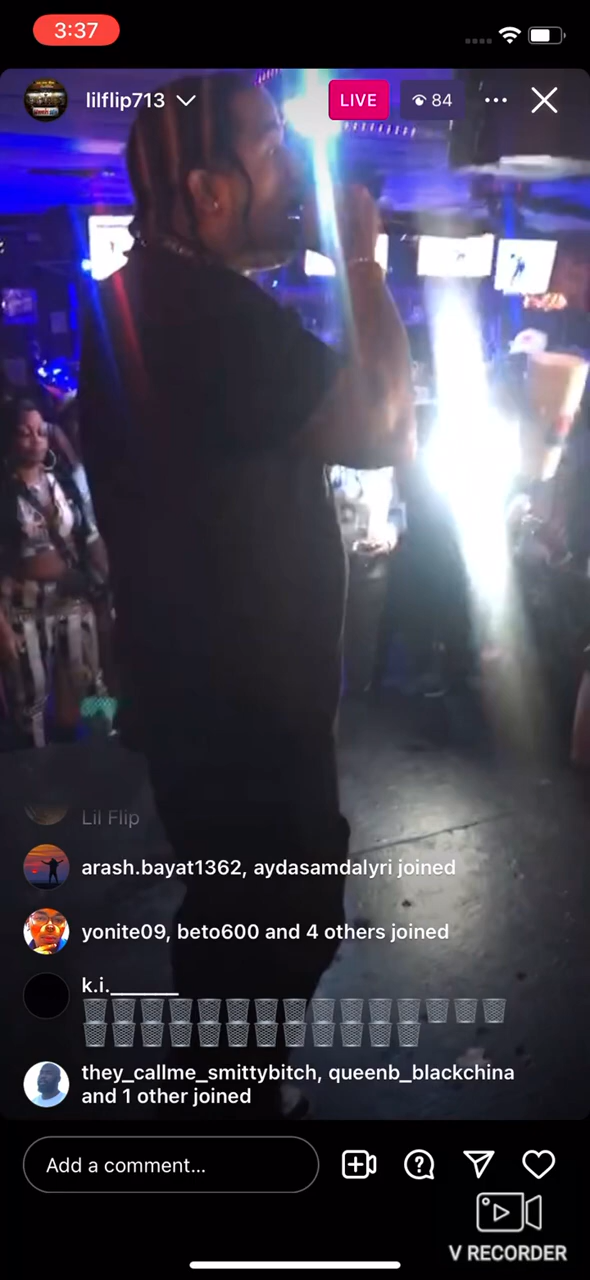 3:37
lilflip713
LIVE
84
Lil Flip
arash.bayat1362, aydasamdalyri joined
yonite09, beto600 and 4 others joined
k.i._______
🗑🗑🗑🗑🗑🗑🗑🗑🗑🗑🗑🗑🗑🗑🗑
🗑🗑🗑🗑🗑🗑🗑🗑🗑🗑🗑🗑
they_callme_smittybitch, queenb_blackchina
and 1 other joined
Add a comment...
V RECORDER